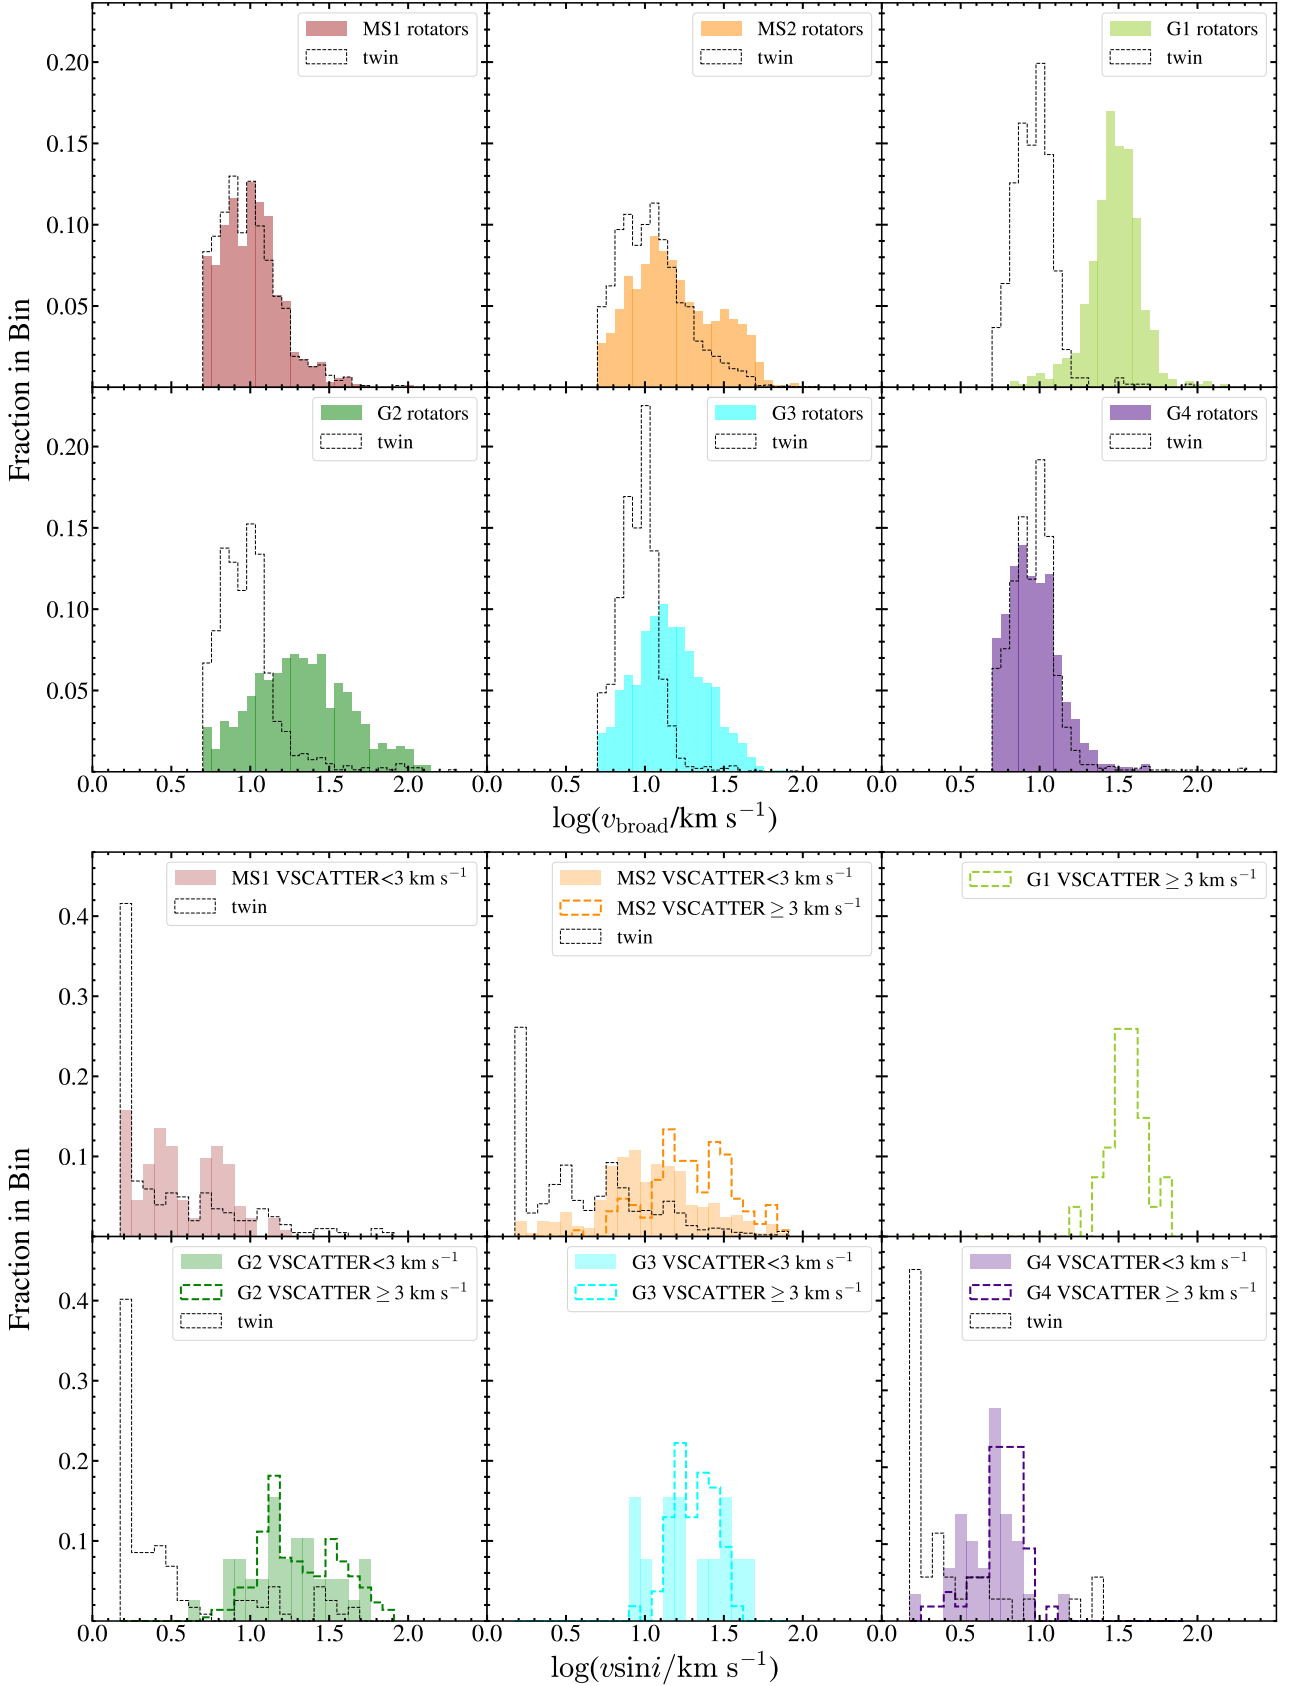 MS1 rotators
twin
MS2 rotators
twin
G1 rotators
twin
0.20
0.15
0.10
0.05
Fraction in Bin
G2 rotators
twin
G3 rotators
twin
G4 rotators
twin
0.20
0.15
0.10
0.05
0.0 0.5 1.0 1.5 2.0 0.0 0.5 1.0 1.5 2.0 0.0 0.5 1.0 1.5 2.0
log(v_broad/km s⁻¹)
MS1 VSCATTER<3 km s⁻¹
twin
MS2 VSCATTER<3 km s⁻¹
MS2 VSCATTER ≥ 3 km s⁻¹
twin
G1 VSCATTER ≥ 3 km s⁻¹
0.4
0.3
0.2
0.1
Fraction in Bin
G2 VSCATTER<3 km s⁻¹
G2 VSCATTER ≥ 3 km s⁻¹
twin
G3 VSCATTER<3 km s⁻¹
G3 VSCATTER ≥ 3 km s⁻¹
G4 VSCATTER<3 km s⁻¹
G4 VSCATTER ≥ 3 km s⁻¹
twin
0.4
0.3
0.2
0.1
0.0 0.5 1.0 1.5 2.0 0.0 0.5 1.0 1.5 2.0 0.0 0.5 1.0 1.5 2.0
log(vsini/km s⁻¹)